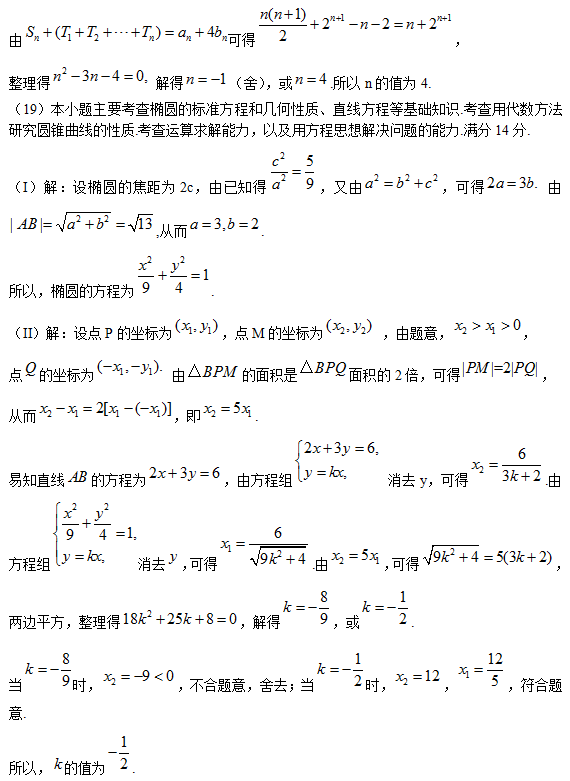 由 $S_n+(T_1+T_2+\cdots+T_n)=a_n+4b_n$ 可得 $\frac{n(n+1)}{2}+2^{n+1}-n-2=n+2^{n+1}$，
整理得 $n^2-3n-4=0,$ 解得 $n=-1$（舍），或 $n=4$.所以 n 的值为 4.
（19）本小题主要考查椭圆的标准方程和几何性质、直线方程等基础知识.考查用代数方法
研究圆锥曲线的性质.考查运算求解能力，以及用方程思想解决问题的能力.满分 14 分.
（I）解：设椭圆的焦距为 2c，由已知得 $\frac{c^2}{a^2}=\frac{5}{9}$，又由 $a^2=b^2+c^2$，可得 $2a=3b.$ 由
$|AB|=\sqrt{a^2+b^2}=\sqrt{13}$,从而 $a=3,b=2$.
所以，椭圆的方程为 $\frac{x^2}{9}+\frac{y^2}{4}=1$.
（II）解：设点 P 的坐标为 $(x_1,y_1)$，点 M 的坐标为 $(x_2,y_2)$ ，由题意，$x_2>x_1>0$，
点 $Q$ 的坐标为 $(-x_1,-y_1).$ 由 $\triangle BPM$ 的面积是 $\triangle BPQ$ 面积的 2 倍，可得 $|PM|=2|PQ|$，
从而 $x_2-x_1=2[x_1-(-x_1)]$，即 $x_2=5x_1$.
易知直线 $AB$ 的方程为 $2x+3y=6$，由方程组 $\begin{cases}2x+3y=6,\\y=kx,\end{cases}$ 消去 y，可得 $x_2=\frac{6}{3k+2}$.由
方程组 $\begin{cases}\frac{x^2}{9}+\frac{y^2}{4}=1,\\y=kx,\end{cases}$ 消去 $y$,可得 $x_1=\frac{6}{\sqrt{9k^2+4}}$.由 $x_2=5x_1$,可得 $\sqrt{9k^2+4}=5(3k+2)$，
两边平方，整理得 $18k^2+25k+8=0$，解得 $k=-\frac{8}{9}$，或 $k=-\frac{1}{2}$.
当 $k=-\frac{8}{9}$ 时，$x_2=-9<0$，不合题意，舍去；当 $k=-\frac{1}{2}$ 时，$x_2=12$，$x_1=\frac{12}{5}$，符合题
意.
所以，$k$ 的值为 $-\frac{1}{2}$.